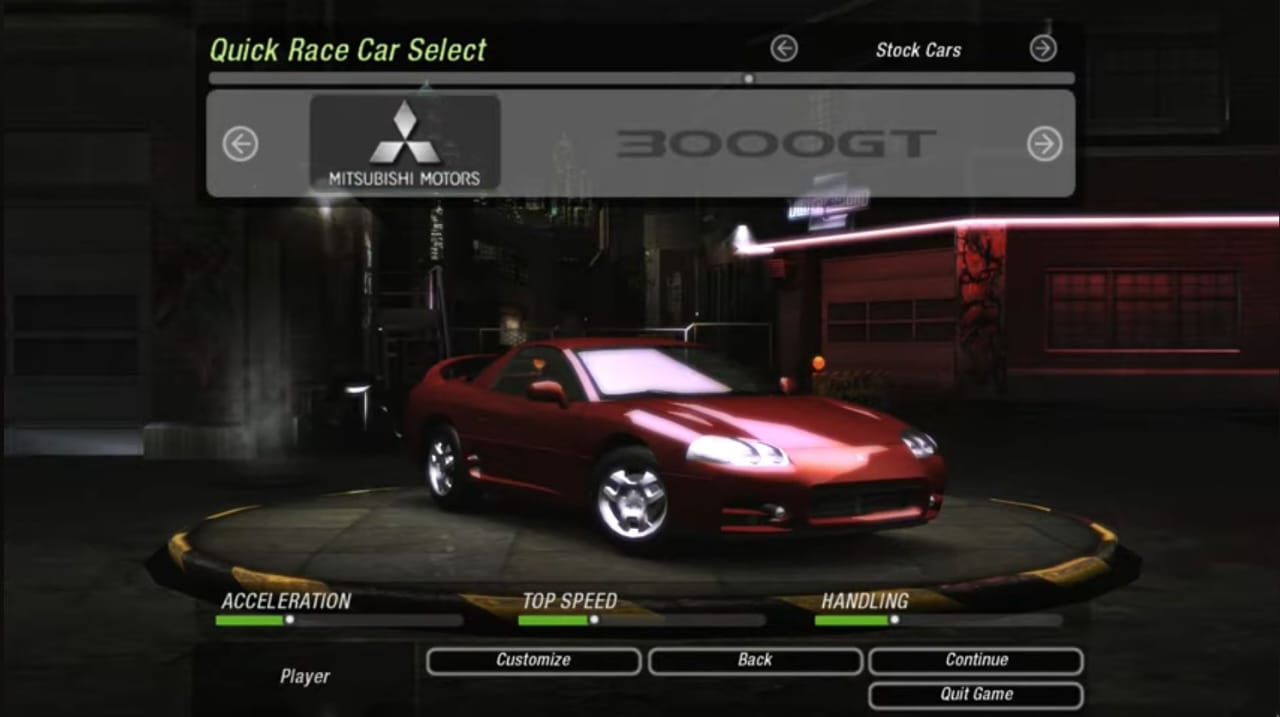 Quick Race Car Select
Stock Cars
MITSUBISHI MOTORS
3000GT
ACCELERATION
TOP SPEED
HANDLING
Player
Customize
Back
Continue
Quit Game